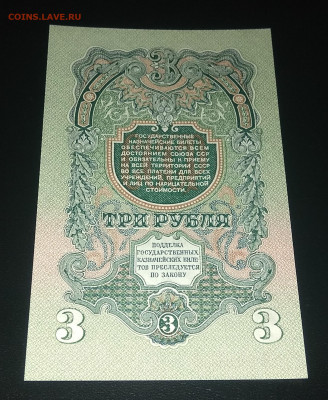 COINS.LAVE.RU
3
ГОСУДАРСТВЕННЫЕ
КАЗНАЧЕЙСКИЕ БИЛЕТЫ
ОБЕСПЕЧИВАЮТСЯ ВСЕМ
ДОСТОЯНИЕМ СОЮЗА ССР
И ОБЯЗАТЕЛЬНЫ К ПРИЕМУ
НА ВСЕЙ ТЕРРИТОРИИ СССР
ВО ВСЕ ПЛАТЕЖИ ДЛЯ ВСЕХ
УЧРЕЖДЕНИЙ, ПРЕДПРИЯТИЙ
И ЛИЦ ПО НАРИЦАТЕЛЬНОЙ
СТОИМОСТИ.
ТРИ РУБЛЯ
ПОДДЕЛКА
ГОСУДАРСТВЕННЫХ
КАЗНАЧЕЙСКИХ БИЛЕ-
ТОВ ПРЕСЛЕДУЕТСЯ
ПО ЗАКОНУ
3 3 3